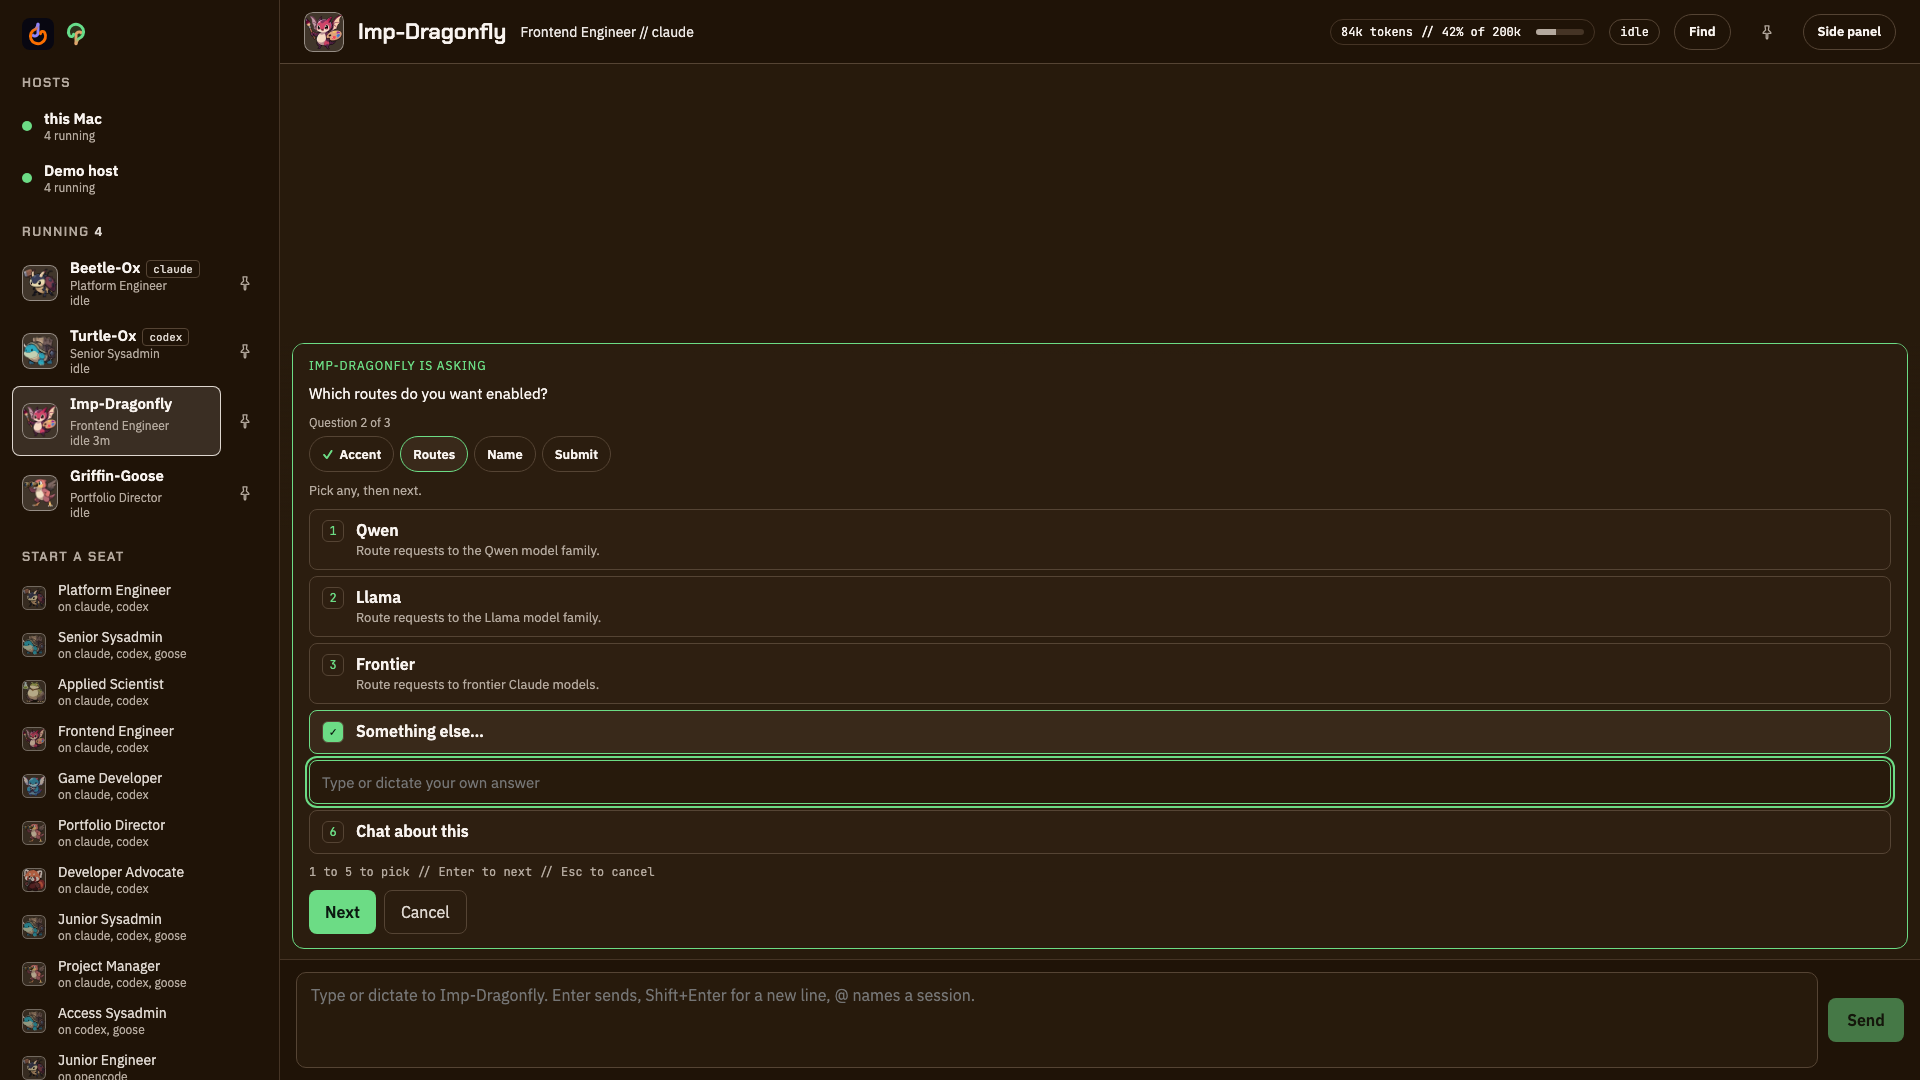 HOSTS
this Mac
4 running
Demo host
4 running
RUNNING 4
Beetle-Ox claude
Platform Engineer
idle
Turtle-Ox codex
Senior Sysadmin
idle
Imp-Dragonfly
Frontend Engineer
idle 3m
Griffin-Goose
Portfolio Director
idle
START A SEAT
Platform Engineer
on claude, codex
Senior Sysadmin
on claude, codex, goose
Applied Scientist
on claude, codex
Frontend Engineer
on claude, codex
Game Developer
on claude, codex
Portfolio Director
on claude, codex
Developer Advocate
on claude, codex
Junior Sysadmin
on claude, codex, goose
Project Manager
on claude, codex, goose
Access Sysadmin
on codex, goose
Junior Engineer
on opencode
Imp-Dragonfly Frontend Engineer // claude
84k tokens // 42% of 200k
idle
Find
Side panel
IMP-DRAGONFLY IS ASKING
Which routes do you want enabled?
Question 2 of 3
✓ Accent Routes Name Submit
Pick any, then next.
1 Qwen
Route requests to the Qwen model family.
2 Llama
Route requests to the Llama model family.
3 Frontier
Route requests to frontier Claude models.
✓ Something else...
Type or dictate your own answer
6 Chat about this
1 to 5 to pick // Enter to next // Esc to cancel
Next Cancel
Type or dictate to Imp-Dragonfly. Enter sends, Shift+Enter for a new line, @ names a session.
Send